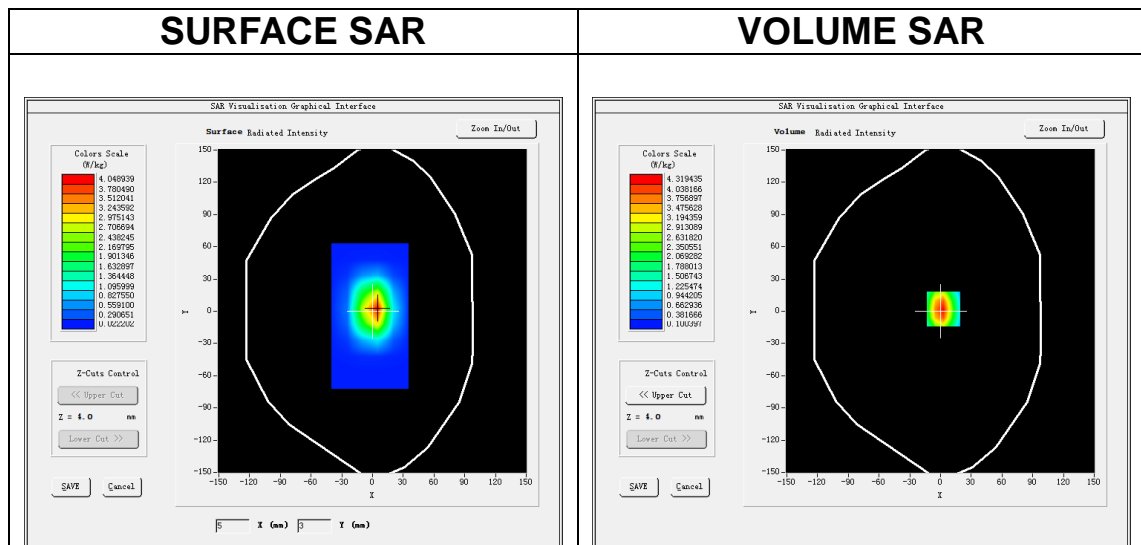 SURFACE SAR
VOLUME SAR
SAR Visualisation Graphical Interface
Surface Radiated Intensity
Zoom In/Out
Colors Scale
(W/kg)
4.048939
3.780490
3.512041
3.243592
2.975143
2.706694
2.438245
2.169795
1.901346
1.632897
1.364448
1.095999
0.827550
0.559100
0.290651
0.022202
Z-Cuts Control
<< Upper Cut
Z = 4.0 mm
Lower Cut >>
SAVE
Cancel
150
120
90
60
30
0
-30
-60
-90
-120
-150
Y
-150 -120 -90 -60 -30 0 30 60 90 120 150
X
5 X (mm) 3 Y (mm)
SAR Visualisation Graphical Interface
Volume Radiated Intensity
Zoom In/Out
Colors Scale
(W/kg)
4.319435
4.038166
3.756897
3.475628
3.194359
2.913089
2.631820
2.350551
2.069282
1.788013
1.506743
1.225474
0.944205
0.662936
0.381666
0.100397
Z-Cuts Control
<< Upper Cut
Z = 4.0 mm
Lower Cut >>
SAVE
Cancel
150
120
90
60
30
0
-30
-60
-90
-120
-150
Y
-150 -120 -90 -60 -30 0 30 60 90 120 150
X